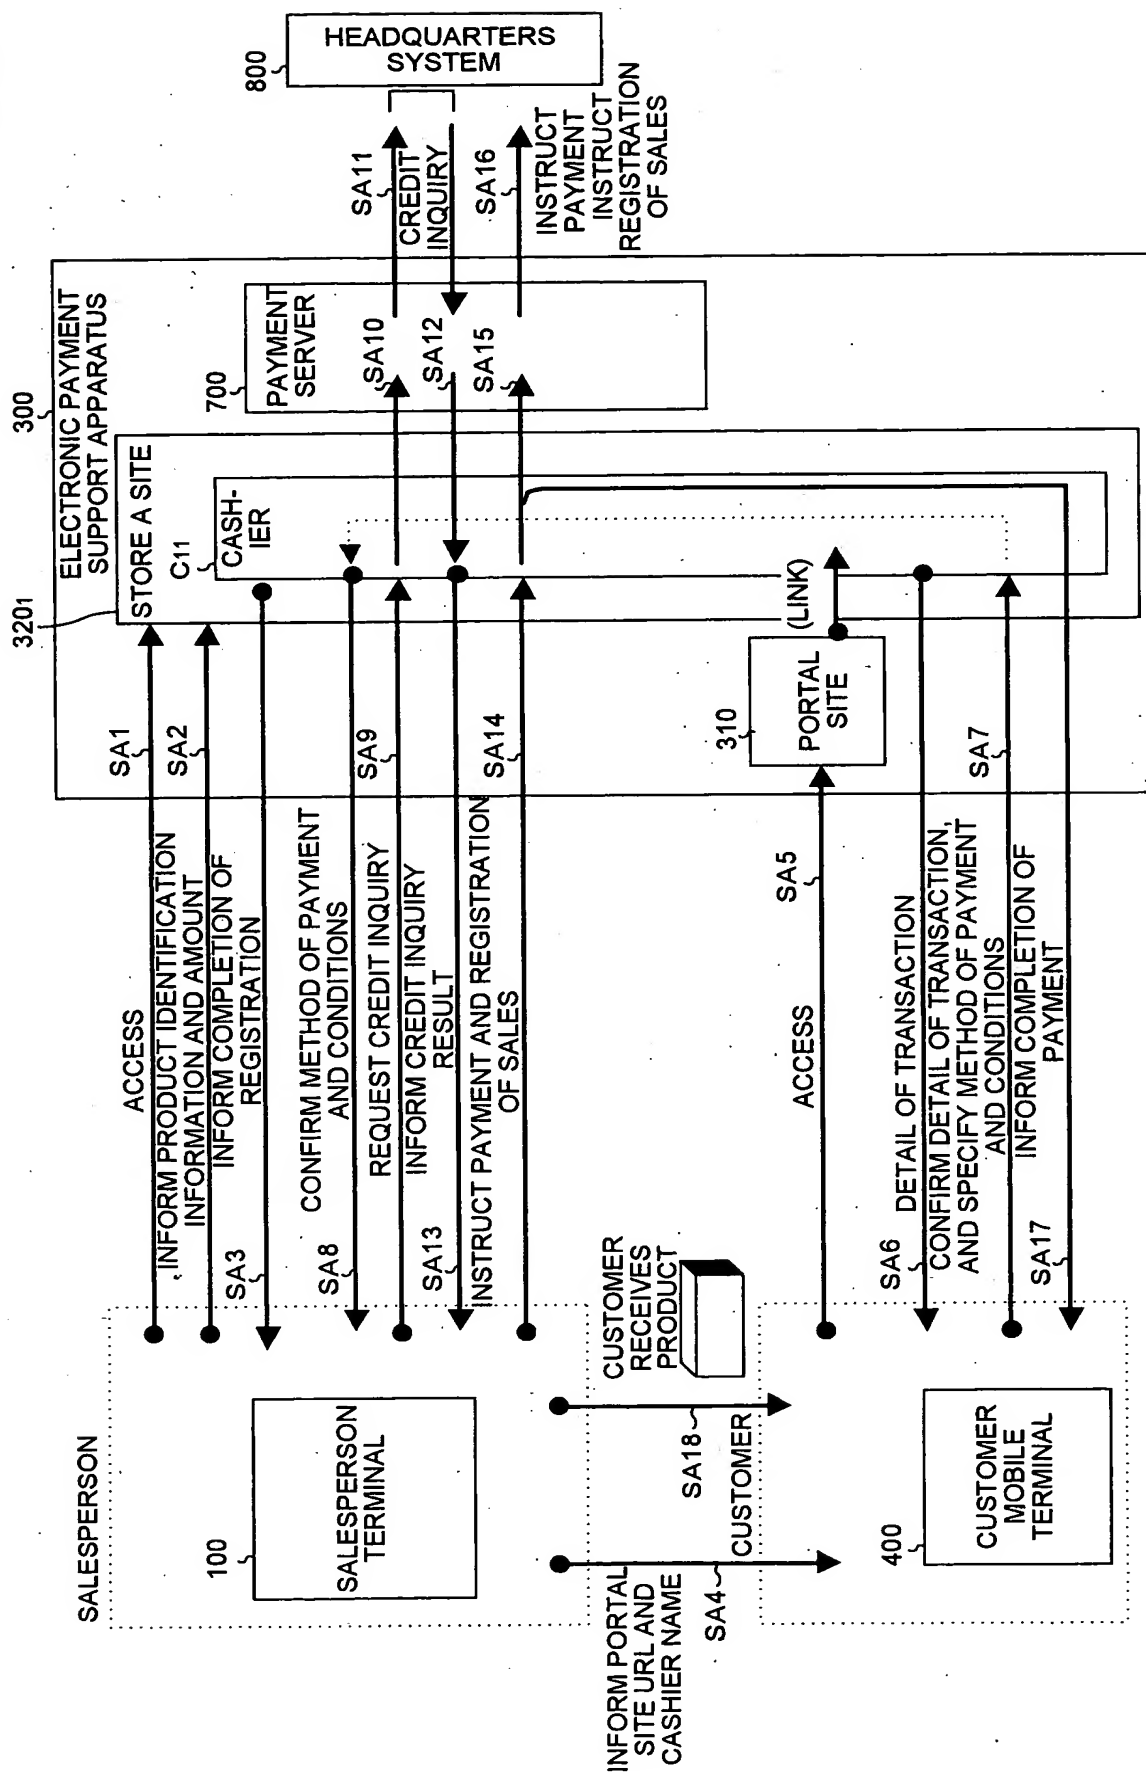 HEADQUARTERS
SYSTEM
800
SA11
CREDIT
INQUIRY
SA16
INSTRUCT
PAYMENT
INSTRUCT
REGISTRATION
OF SALES
300
ELECTRONIC PAYMENT
SUPPORT APPARATUS
700
PAYMENT
SERVER
SA10
SA12
SA15
3201
STORE A SITE
C11
CASH-
IER
(LINK)
310
PORTAL
SITE
SA1
ACCESS
SA2
INFORM PRODUCT IDENTIFICATION
INFORMATION AND AMOUNT
INFORM COMPLETION OF
REGISTRATION
SA3
CONFIRM METHOD OF PAYMENT
AND CONDITIONS
SA8
SA9
REQUEST CREDIT INQUIRY
INFORM CREDIT INQUIRY
RESULT
SA13
SA14
INSTRUCT PAYMENT AND REGISTRATION
OF SALES
SA5
ACCESS
DETAIL OF TRANSACTION
SA6
CONFIRM DETAIL OF TRANSACTION,
AND SPECIFY METHOD OF PAYMENT
AND CONDITIONS
SA7
INFORM COMPLETION OF
PAYMENT
SA17
SALESPERSON
100
SALESPERSON
TERMINAL
CUSTOMER
RECEIVES
PRODUCT
SA18
INFORM PORTAL
SITE URL AND
CASHIER NAME
SA4
CUSTOMER
400
CUSTOMER
MOBILE
TERMINAL